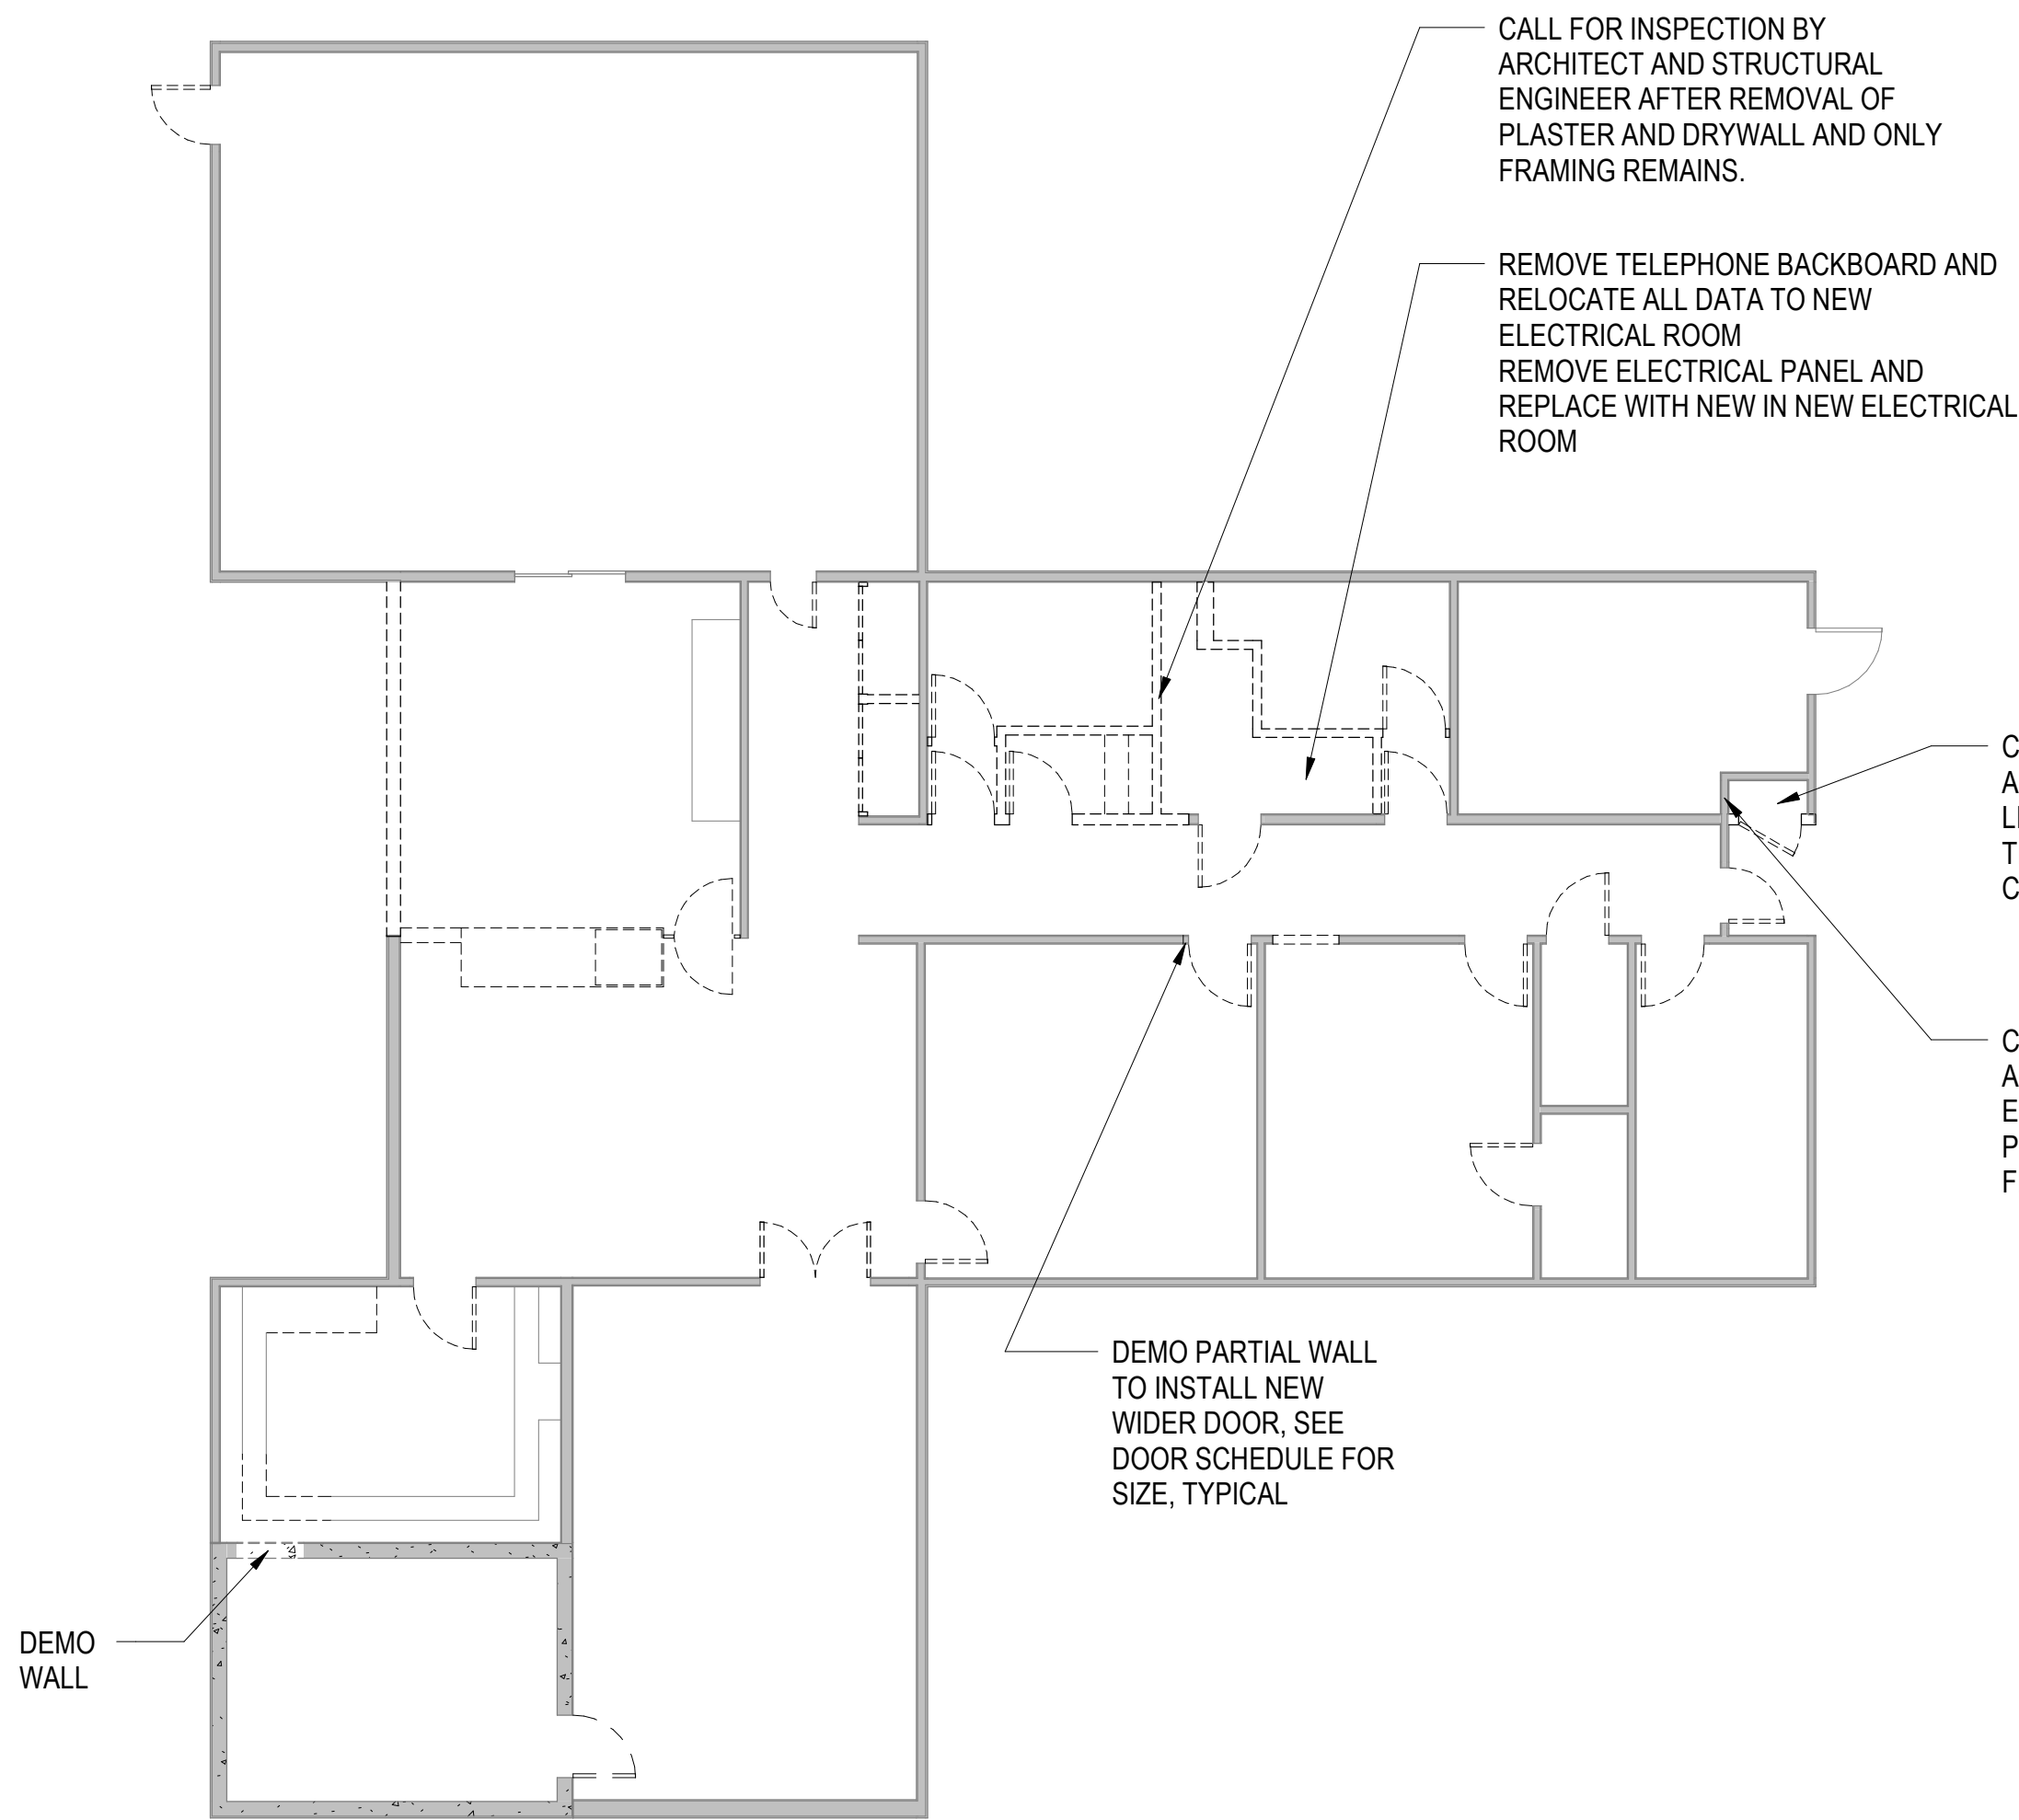 CALL FOR INSPECTION BY
ARCHITECT AND STRUCTURAL
ENGINEER AFTER REMOVAL OF
PLASTER AND DRYWALL AND ONLY
FRAMING REMAINS.
REMOVE TELEPHONE BACKBOARD AND
RELOCATE ALL DATA TO NEW
ELECTRICAL ROOM
REMOVE ELECTRICAL PANEL AND
REPLACE WITH NEW IN NEW ELECTRICAL
ROOM
DEMO PARTIAL WALL
TO INSTALL NEW
WIDER DOOR, SEE
DOOR SCHEDULE FOR
SIZE, TYPICAL
DEMO
WALL